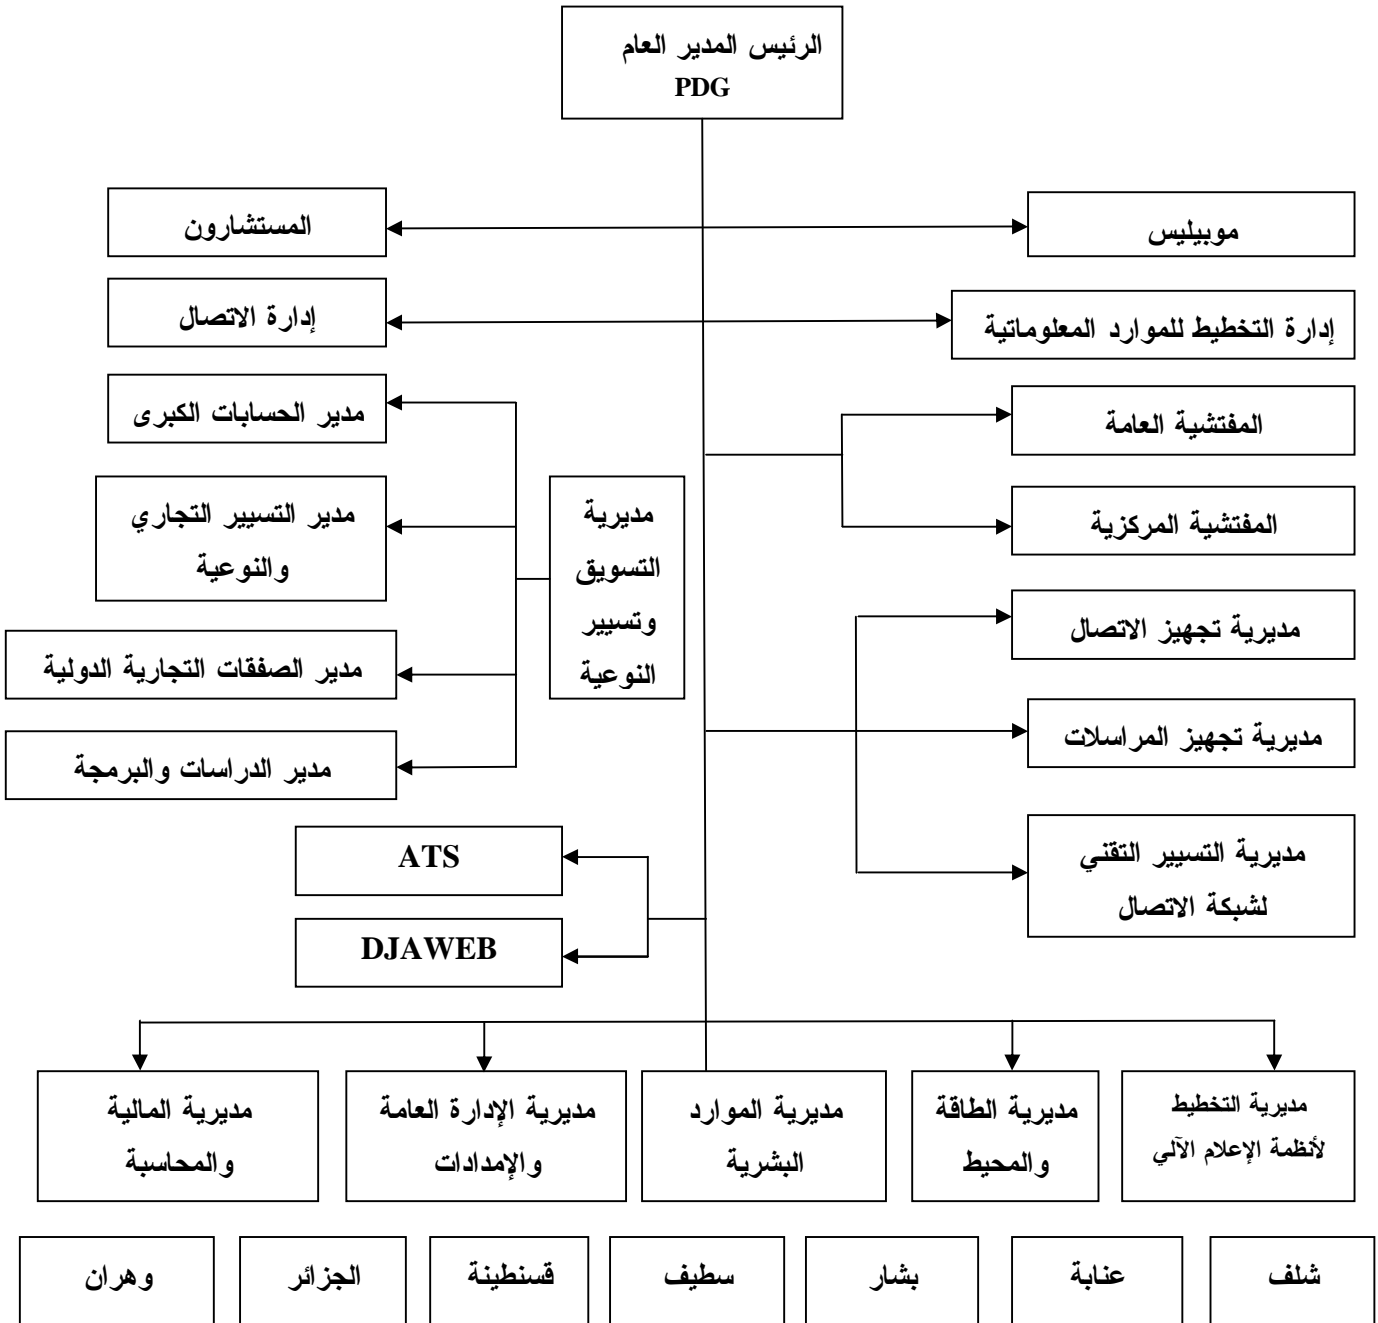 الرئيس المدير العام
PDG
موبيليس
المستشارون
إدارة التخطيط للموارد المعلوماتية
إدارة الاتصال
المفتشية العامة
المفتشية المركزية
مدير الحسابات الكبرى
مدير التسيير التجاري
والنوعية
مدير الصفقات التجارية الدولية
مدير الدراسات والبرمجة
مديرية
التسويق
وتسيير
النوعية
مديرية تجهيز الاتصال
مديرية تجهيز المراسلات
مديرية التسيير التقني
لشبكة الاتصال
ATS
DJAWEB
مديرية التخطيط
لأنظمة الإعلام الآلي
مديرية الطاقة
والمحيط
مديرية الموارد
البشرية
مديرية الإدارة العامة
والإمدادات
مديرية المالية
والمحاسبة
شلف
عنابة
بشار
سطيف
قسنطينة
الجزائر
وهران